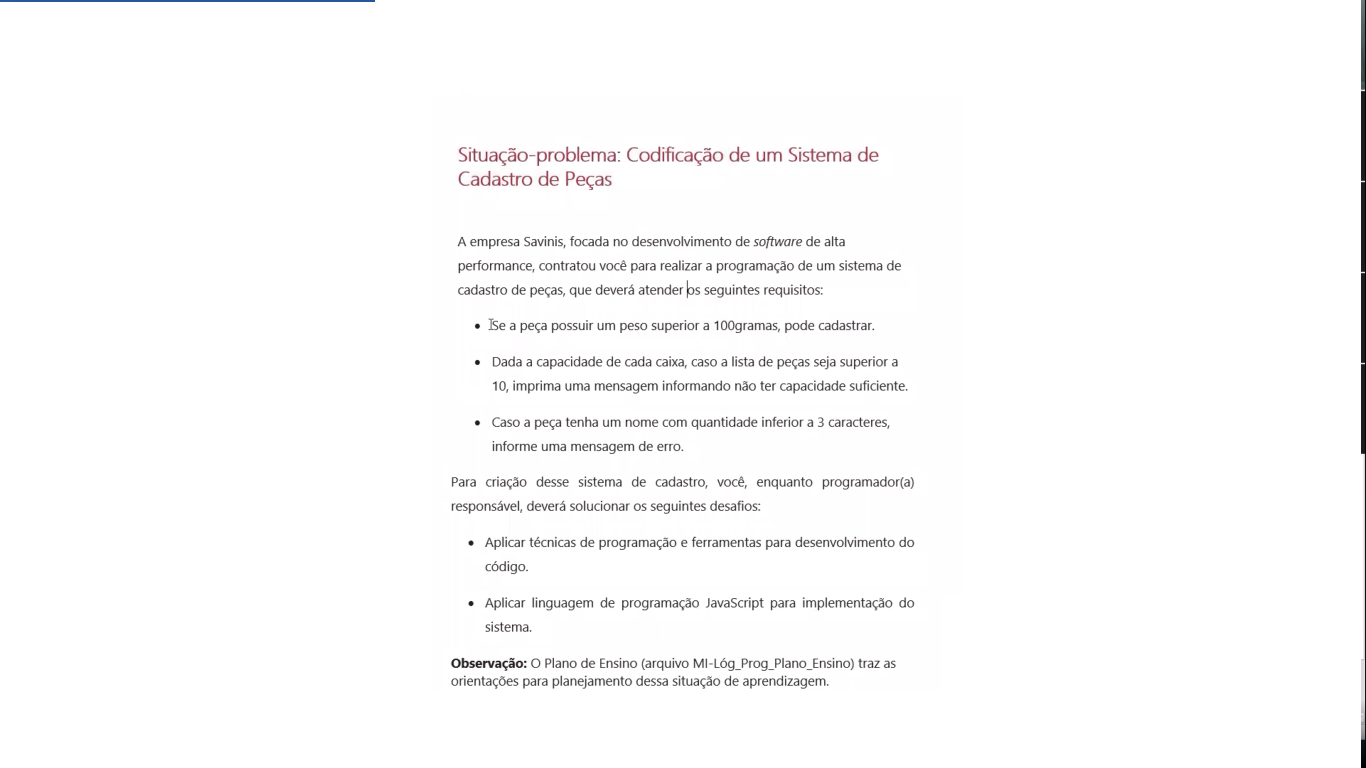 Situação-problema: Codificação de um Sistema de
Cadastro de Peças
A empresa Savinis, focada no desenvolvimento de software de alta
performance, contratou você para realizar a programação de um sistema de
cadastro de peças, que deverá atender os seguintes requisitos:
• Se a peça possuir um peso superior a 100gramas, pode cadastrar.
• Dada a capacidade de cada caixa, caso a lista de peças seja superior a
10, imprima uma mensagem informando não ter capacidade suficiente.
• Caso a peça tenha um nome com quantidade inferior a 3 caracteres,
informe uma mensagem de erro.
Para criação desse sistema de cadastro, você, enquanto programador(a)
responsável, deverá solucionar os seguintes desafios:
• Aplicar técnicas de programação e ferramentas para desenvolvimento do
código.
• Aplicar linguagem de programação JavaScript para implementação do
sistema.
Observação: O Plano de Ensino (arquivo MI-Lóg_Prog_Plano_Ensino) traz as
orientações para planejamento dessa situação de aprendizagem.